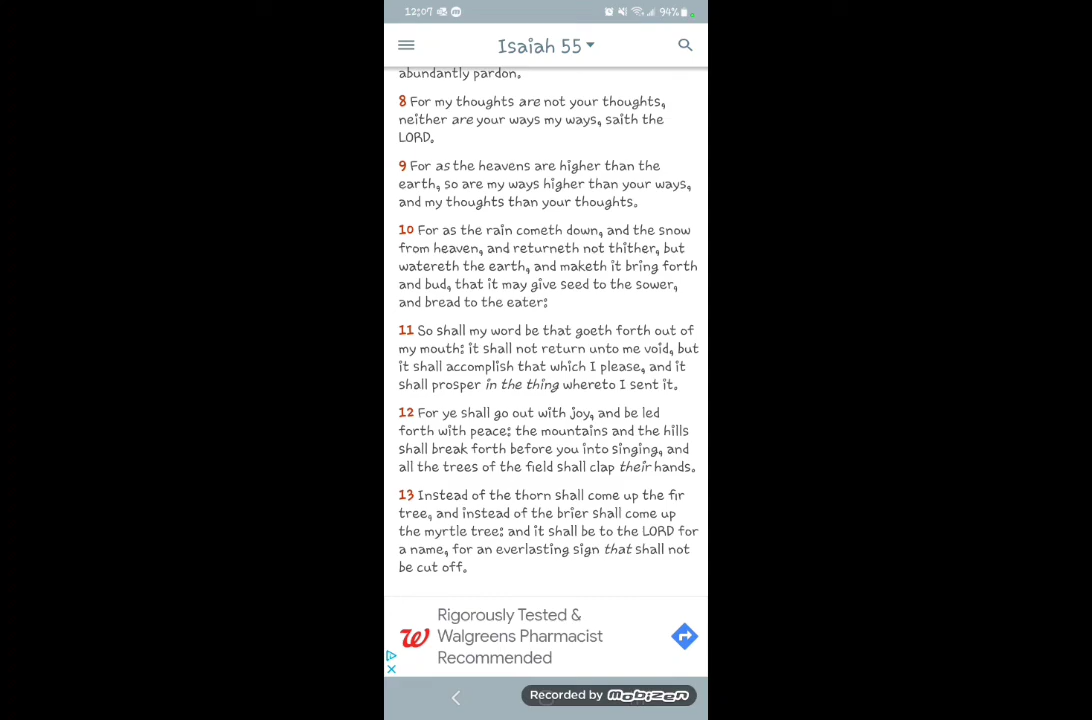 12:07
94%
Isaiah 55
abundantly pardon.
8 For my thoughts are not your thoughts,
neither are your ways my ways, saith the
LORD.
9 For as the heavens are higher than the
earth, so are my ways higher than your ways,
and my thoughts than your thoughts.
10 For as the rain cometh down, and the snow
from heaven, and returneth not thither, but
watereth the earth, and maketh it bring forth
and bud, that it may give seed to the sower,
and bread to the eater:
11 So shall my word be that goeth forth out of
my mouth: it shall not return unto me void, but
it shall accomplish that which I please, and it
shall prosper in the thing whereto I sent it.
12 For ye shall go out with joy, and be led
forth with peace: the mountains and the hills
shall break forth before you into singing, and
all the trees of the field shall clap their hands.
13 Instead of the thorn shall come up the fir
tree, and instead of the brier shall come up
the myrtle tree: and it shall be to the LORD for
a name, for an everlasting sign that shall not
be cut off.
Rigorously Tested &
Walgreens Pharmacist
Recommended
Recorded by Mobizen